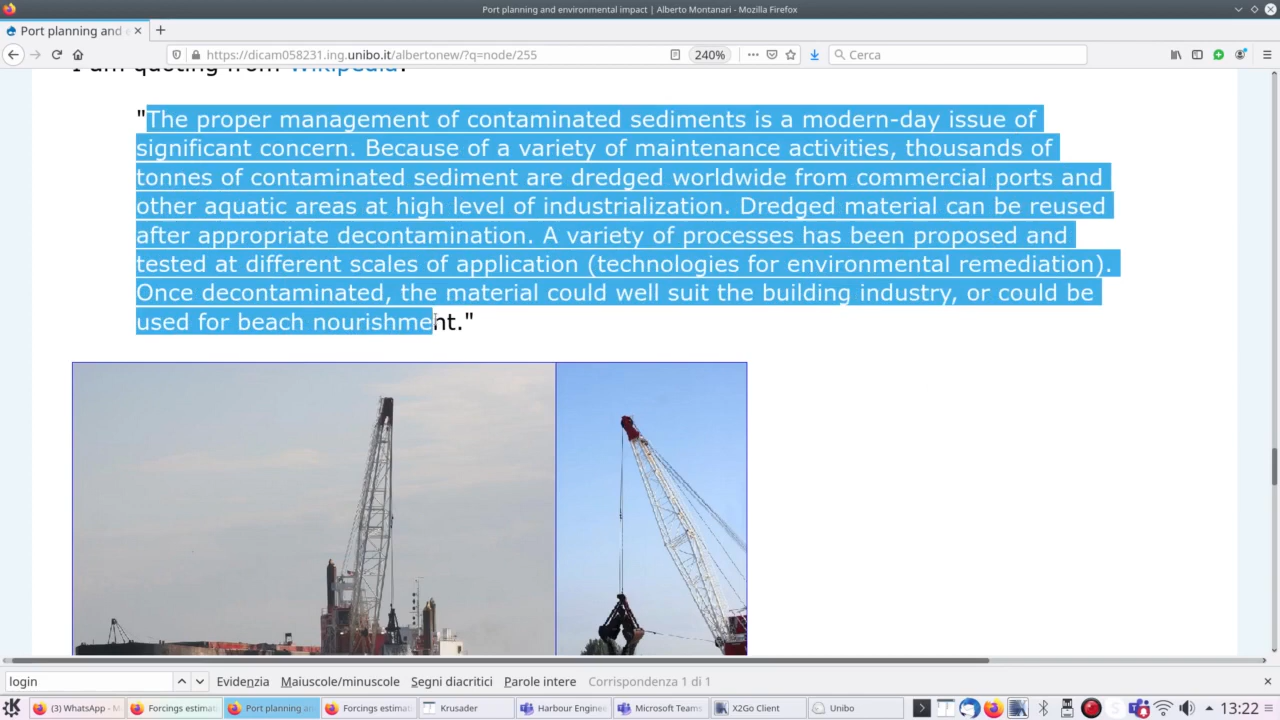 Port planning and environmental impact | Alberto Montanari - Mozilla Firefox
Port planning and e
https://dicam058231.ing.unibo.it/albertonew/?q=node/255
240%
Cerca
I am quoting from Wikipedia:
"The proper management of contaminated sediments is a modern-day issue of
significant concern. Because of a variety of maintenance activities, thousands of
tonnes of contaminated sediment are dredged worldwide from commercial ports and
other aquatic areas at high level of industrialization. Dredged material can be reused
after appropriate decontamination. A variety of processes has been proposed and
tested at different scales of application (technologies for environmental remediation).
Once decontaminated, the material could well suit the building industry, or could be
used for beach nourishment."
login
Evidenzia Maiuscole/minuscole Segni diacritici Parole intere Corrispondenza 1 di 1
(3) WhatsApp - M Forcings estimat Port planning an Forcings estimat Krusader Harbour Enginee Microsoft Teams X2Go Client Unibo 13:22